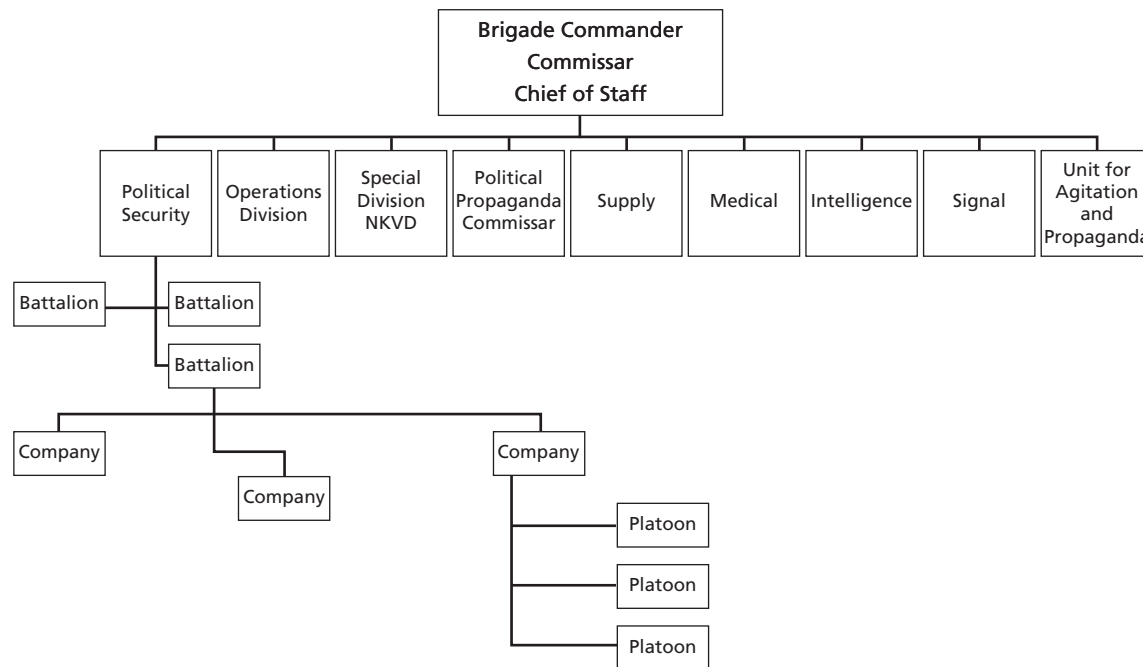 Brigade Commander
Commissar
Chief of Staff
Political
Security
Operations
Division
Special
Division
NKVD
Political
Propaganda
Commissar
Supply
Medical
Intelligence
Signal
Unit for
Agitation
and
Propaganda
Battalion
Battalion
Battalion
Company
Company
Company
Platoon
Platoon
Platoon